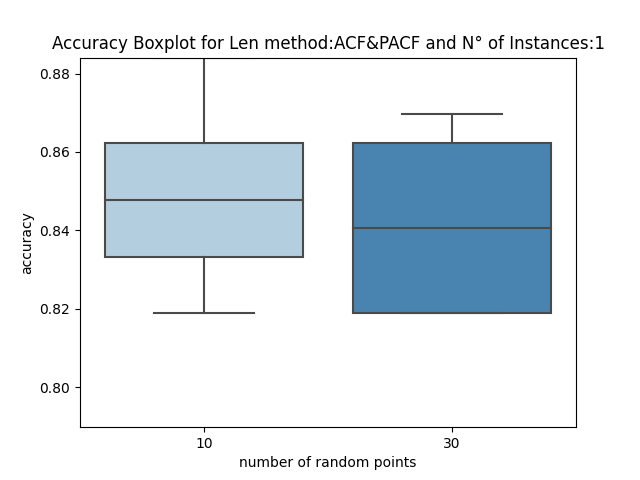 Accuracy Boxplot for Len method:ACF&PACF and N° of Instances:1
0.88
0.86
0.84
0.82
0.80
accuracy
10 30
number of random points